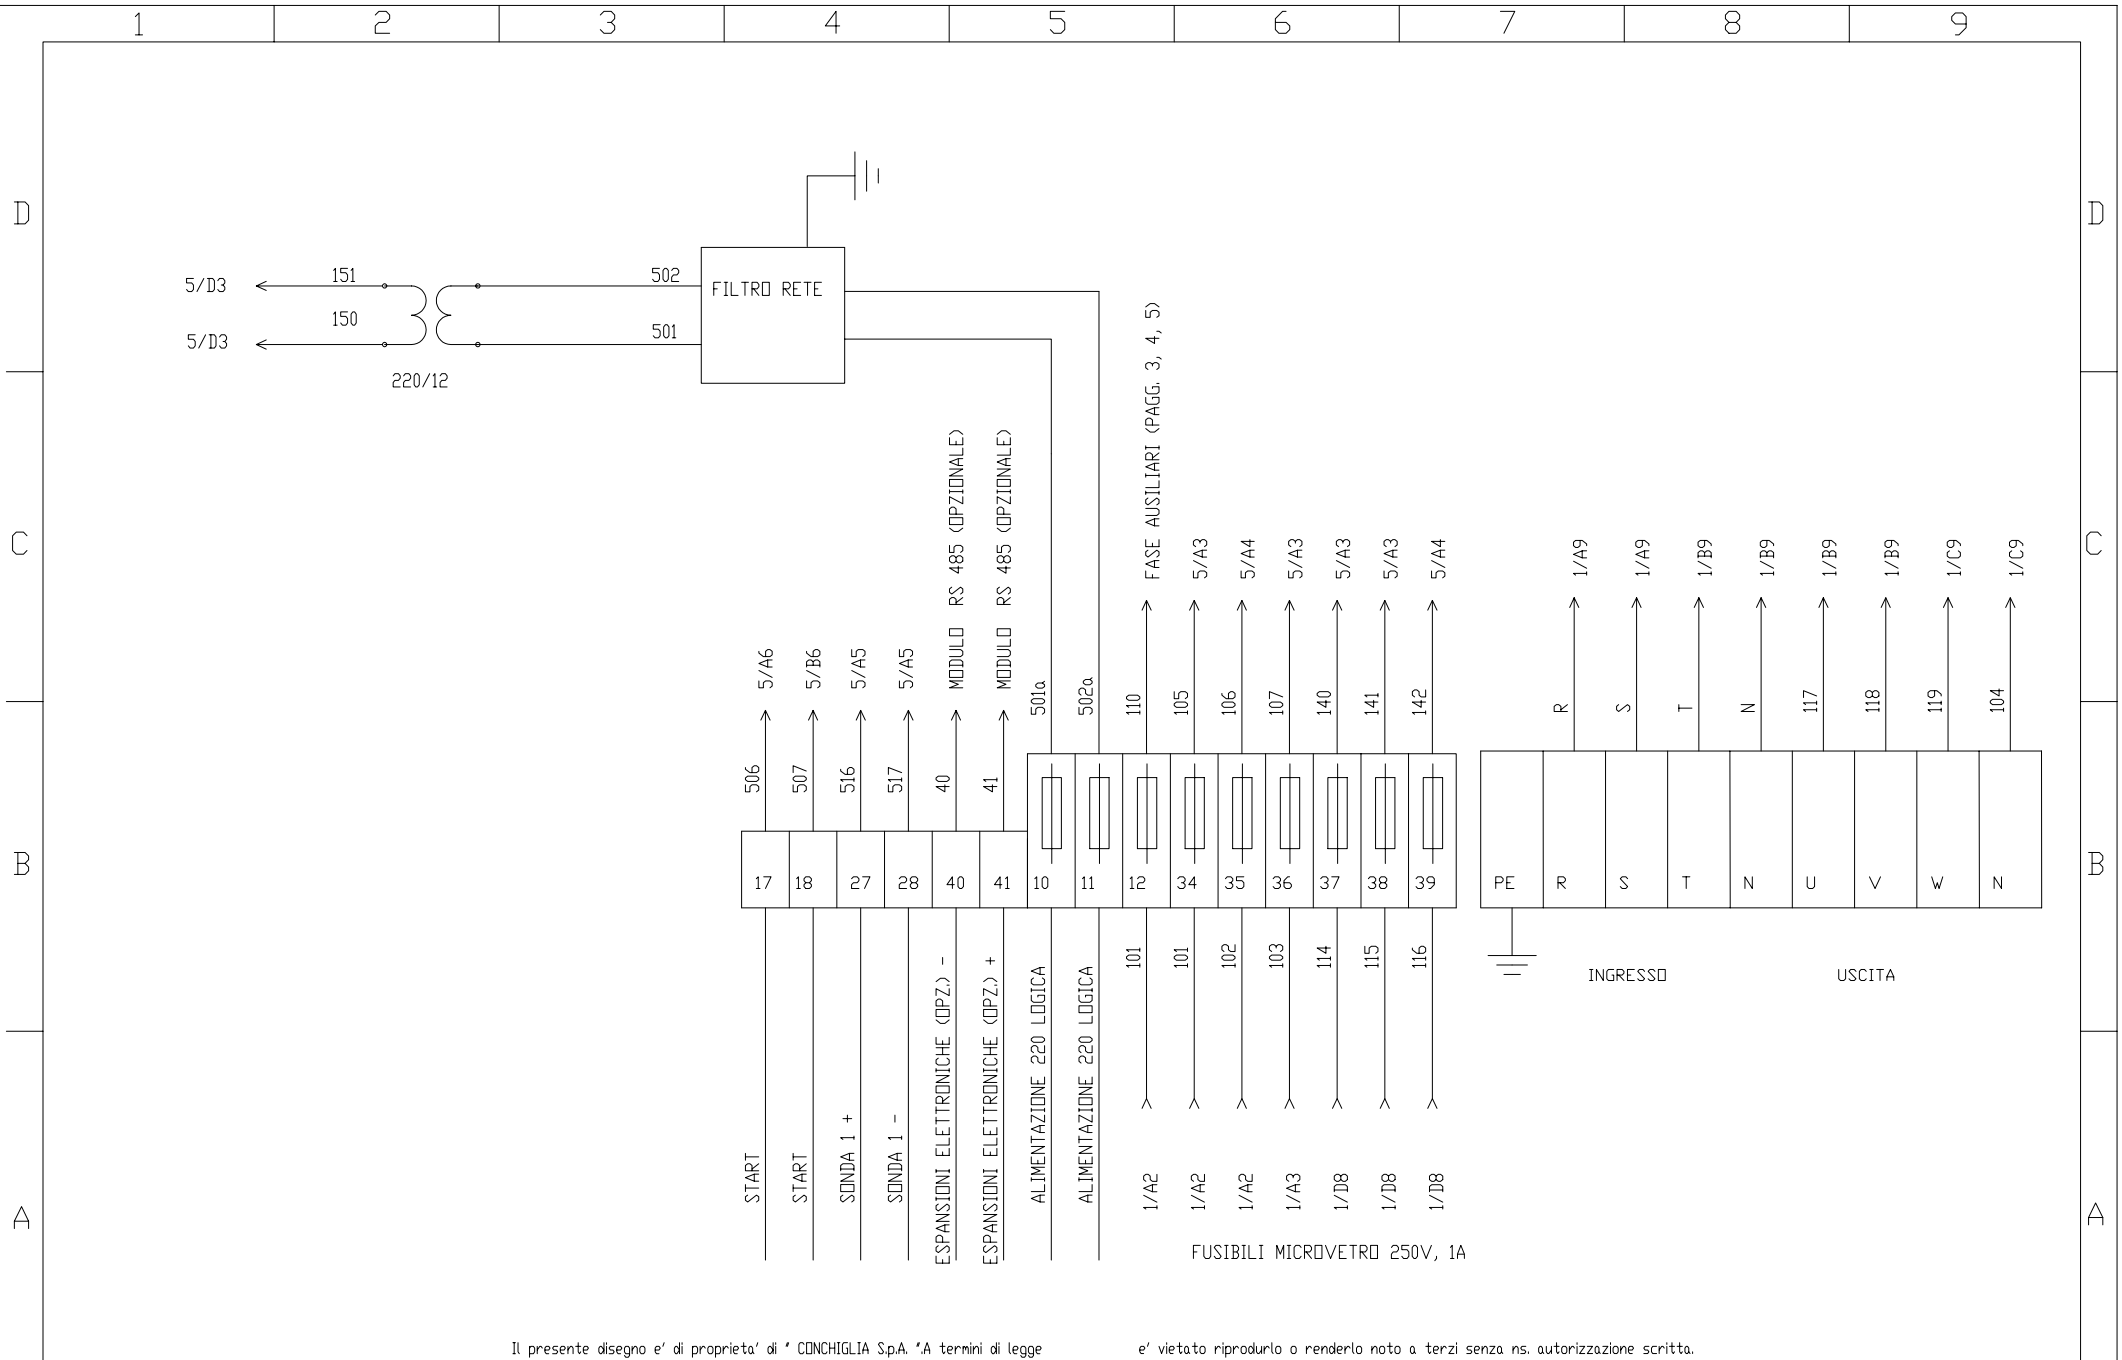 1 2 3 4 5 6 7 8 9
D D
5/D3 151 502 FILTRO RETE
150
5/D3 501
220/12
C C
FASE AUSILIARI (PAGG. 3, 4, 5)
MODULO RS 485 (OPZIONALE)
MODULO RS 485 (OPZIONALE)
5/A6 5/B6 5/A5 5/A5
5/A3 5/A4 5/A3 5/A3 5/A3 5/A4
1/A9 1/A9 1/B9 1/B9 1/B9 1/B9 1/C9 1/C9
501a 502a 110 105 106 107 140 141 142
R S T N 117 118 119 104
506 507 516 517 40 41
B B
17 18 27 28 40 41 10 11 12 34 35 36 37 38 39
PE R S T N U V W N
101 101 102 103 114 115 116
INGRESSO USCITA
START
START
SONDA 1 +
SONDA 1 -
ESPANSIONI ELETTRONICHE (OPZ.) -
ESPANSIONI ELETTRONICHE (OPZ.) +
ALIMENTAZIONE 220 LOGICA
ALIMENTAZIONE 220 LOGICA
1/A2 1/A2 1/A2 1/A3 1/D8 1/D8 1/D8
A A
FUSIBILI MICROVETRO 250V, 1A
Il presente disegno e' di proprieta' di " CONCHIGLIA S.p.A. ".A termini di legge e' vietato riprodurlo o renderlo noto a terzi senza ns. autorizzazione scritta.